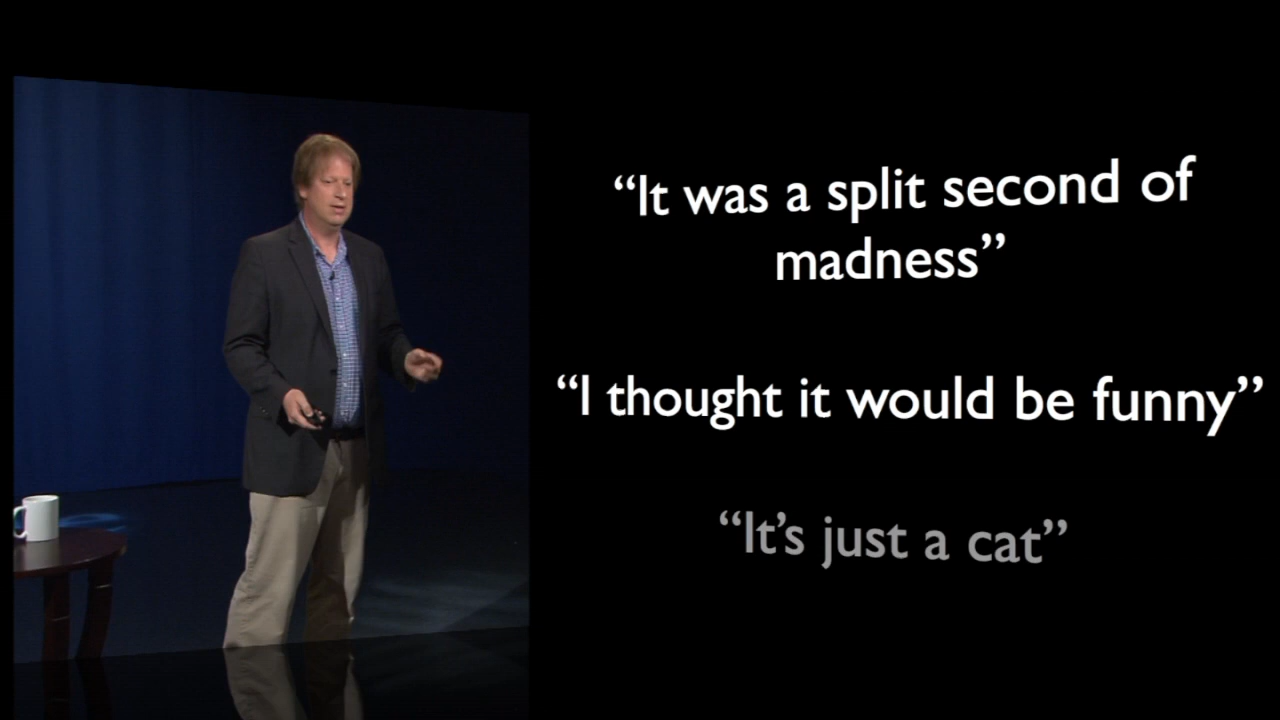 “It was a split second of
madness”
“I thought it would be funny”
“It’s just a cat”